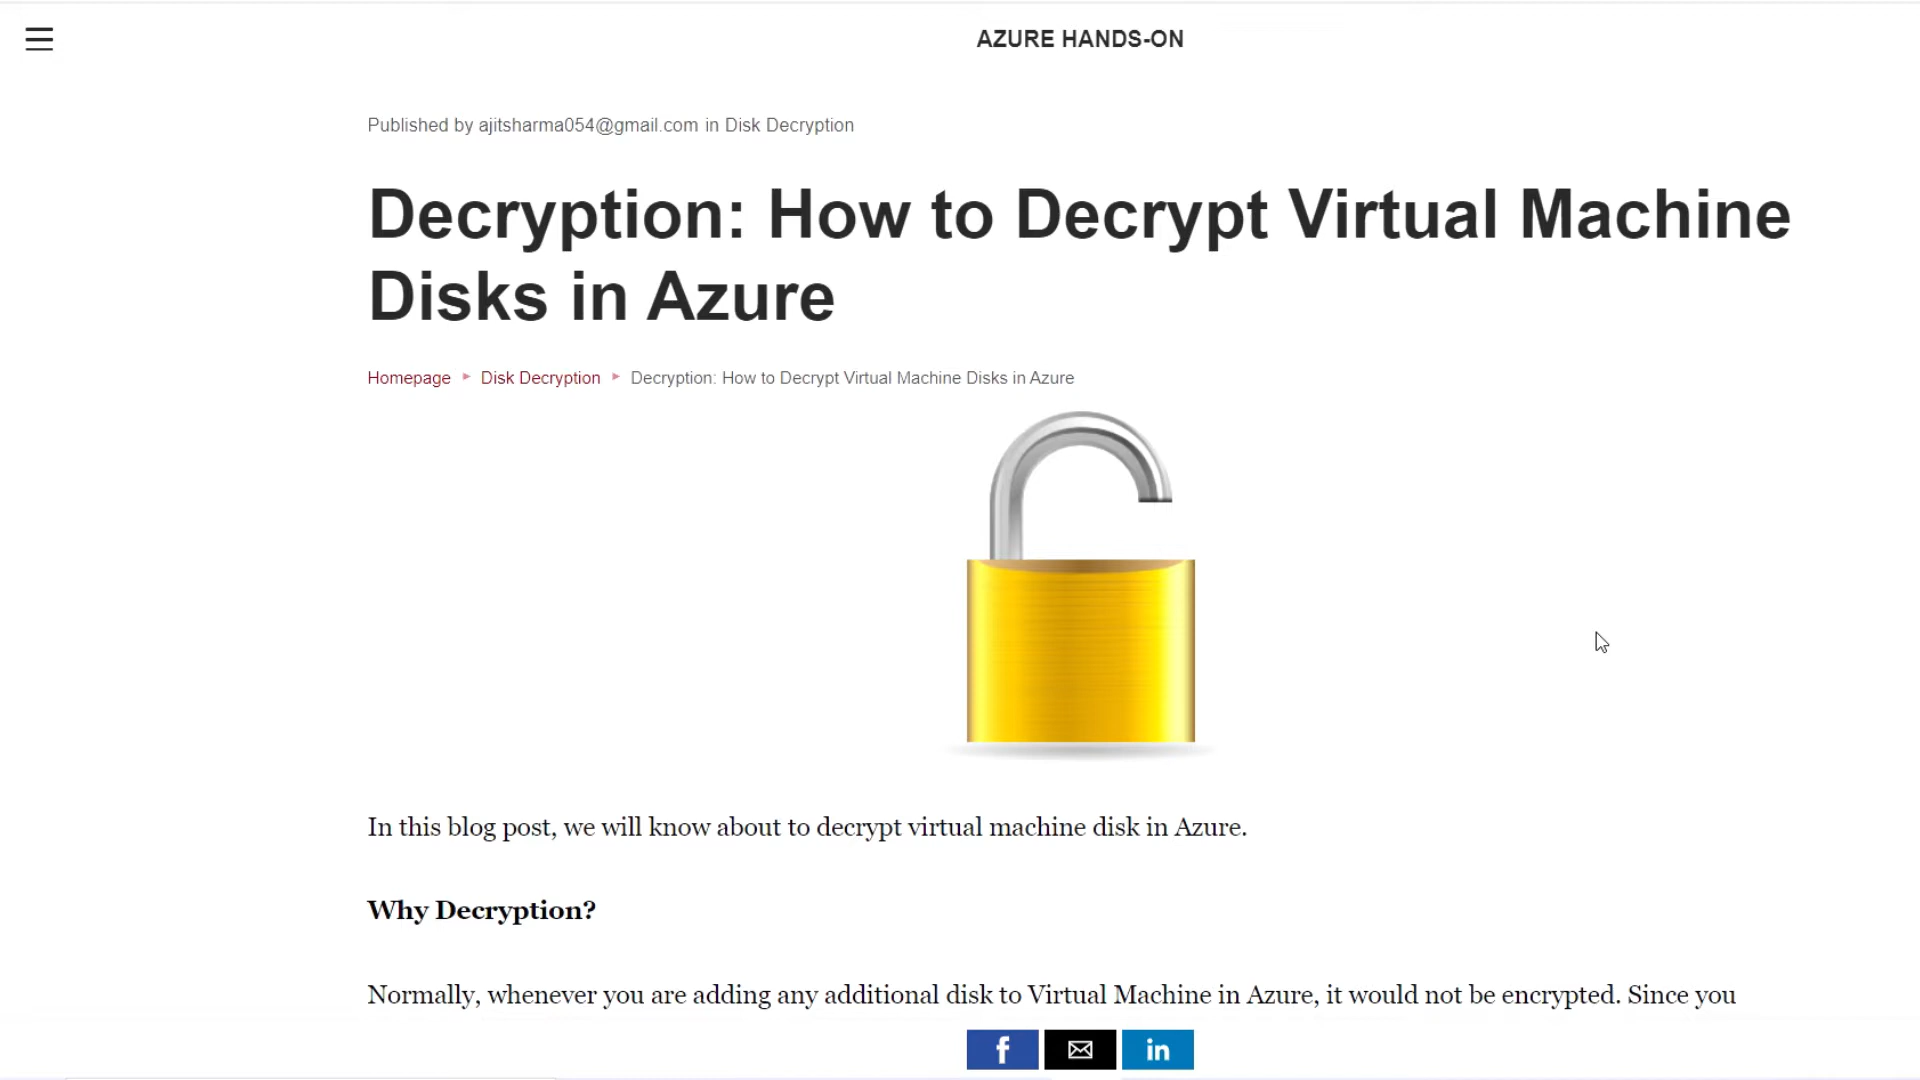 AZURE HANDS-ON
Published by ajitsharma054@gmail.com in Disk Decryption
Decryption: How to Decrypt Virtual Machine
Disks in Azure
Homepage ▸ Disk Decryption ▸ Decryption: How to Decrypt Virtual Machine Disks in Azure
In this blog post, we will know about to decrypt virtual machine disk in Azure.
Why Decryption?
Normally, whenever you are adding any additional disk to Virtual Machine in Azure, it would not be encrypted. Since you